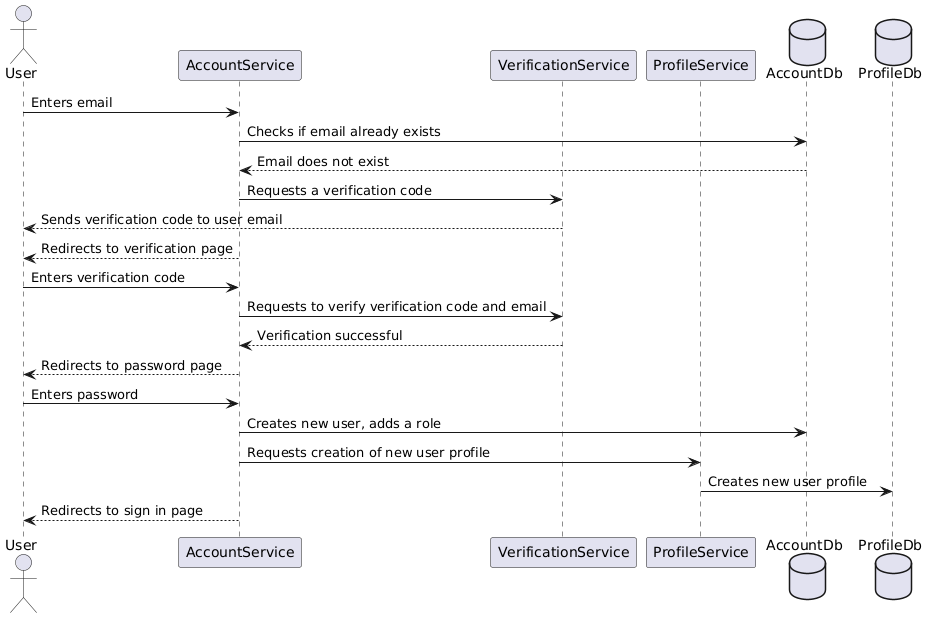 User
AccountService
VerificationService
ProfileService
AccountDb
ProfileDb
Enters email
Checks if email already exists
Email does not exist
Requests a verification code
Sends verification code to user email
Redirects to verification page
Enters verification code
Requests to verify verification code and email
Verification successful
Redirects to password page
Enters password
Creates new user, adds a role
Requests creation of new user profile
Creates new user profile
Redirects to sign in page
User
AccountService
VerificationService
ProfileService
AccountDb
ProfileDb